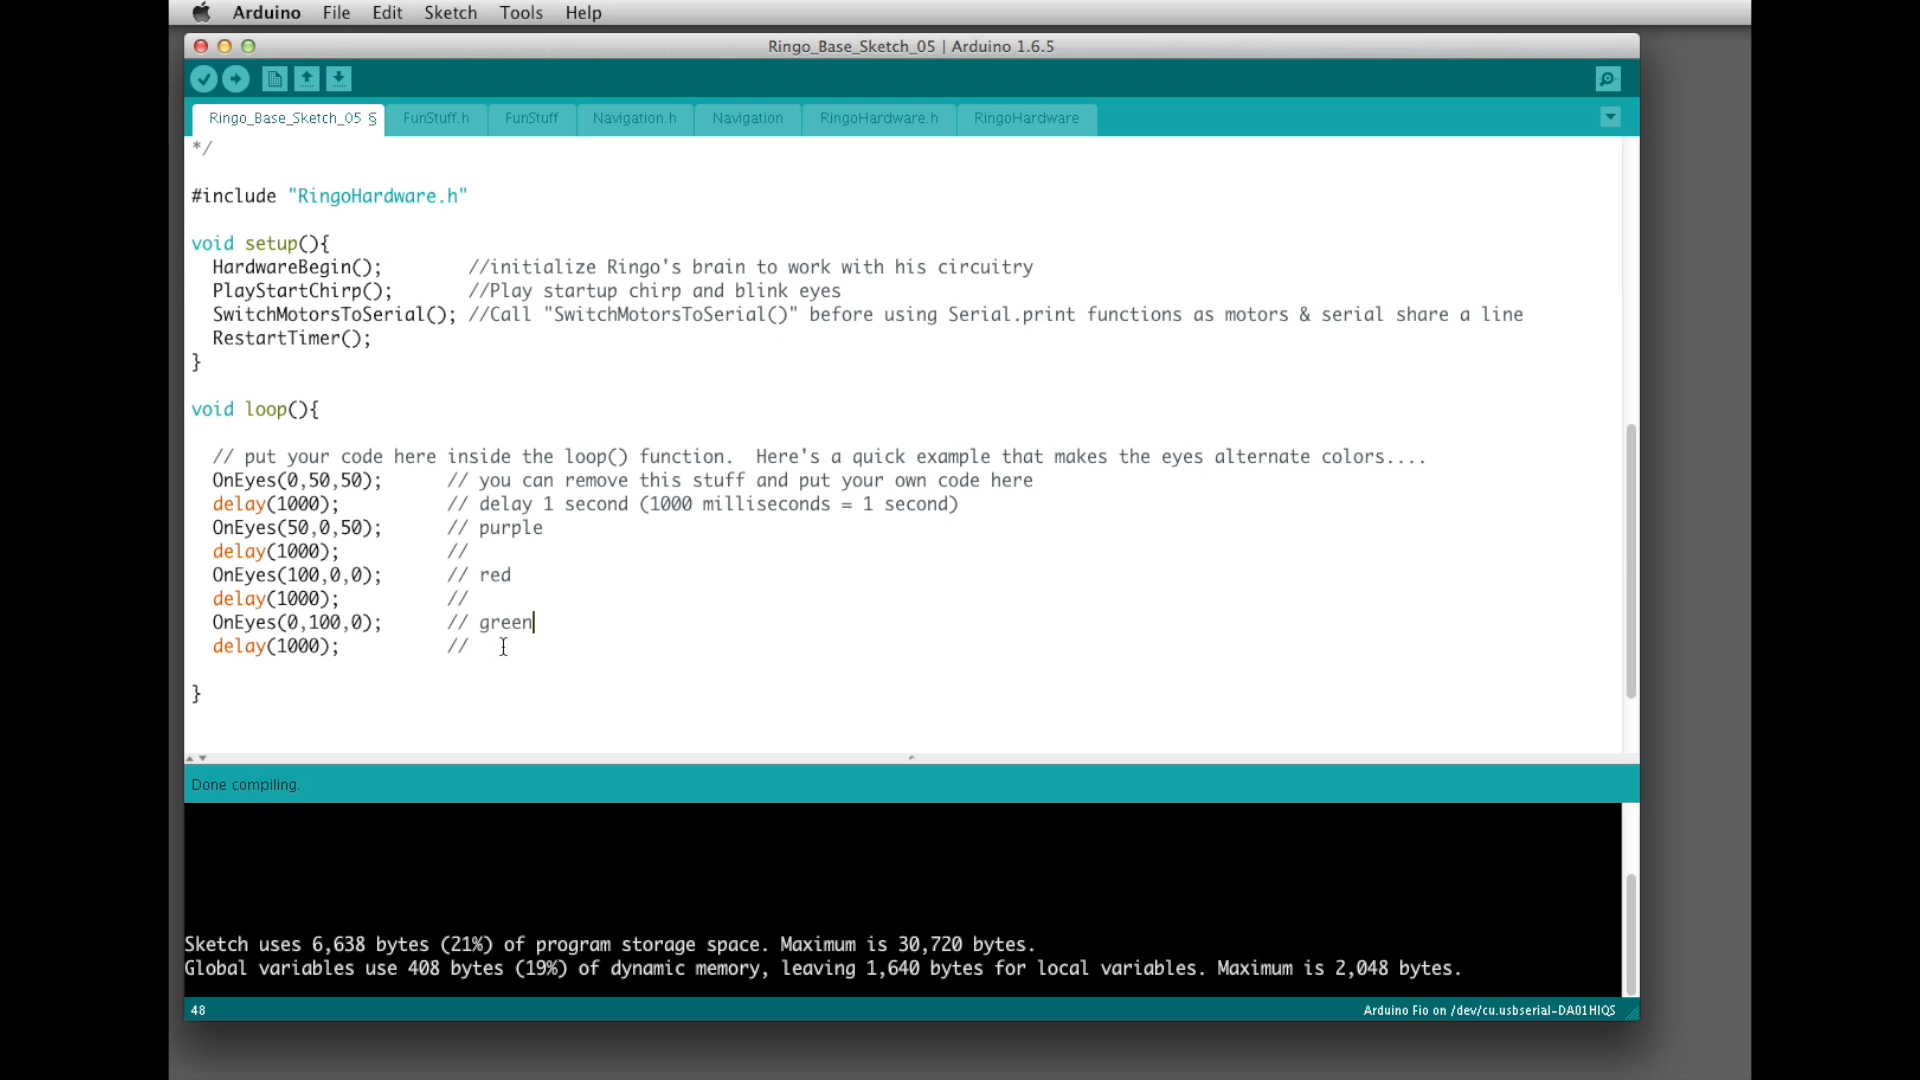 Arduino File Edit Sketch Tools Help
Ringo_Base_Sketch_05 | Arduino 1.6.5
Ringo_Base_Sketch_05 § FunStuff.h FunStuff Navigation.h Navigation RingoHardware.h RingoHardware
*/
#include "RingoHardware.h"
void setup(){
HardwareBegin(); //initialize Ringo's brain to work with his circuitry
PlayStartChirp(); //Play startup chirp and blink eyes
SwitchMotorsToSerial(); //Call "SwitchMotorsToSerial()" before using Serial.print functions as motors & serial share a line
RestartTimer();
}
void loop(){
// put your code here inside the loop() function. Here's a quick example that makes the eyes alternate colors....
OnEyes(0,50,50); // you can remove this stuff and put your own code here
delay(1000); // delay 1 second (1000 milliseconds = 1 second)
OnEyes(50,0,50); // purple
delay(1000); //
OnEyes(100,0,0); // red
delay(1000); //
OnEyes(0,100,0); // green
delay(1000); //
}
Done compiling.
Sketch uses 6,638 bytes (21%) of program storage space. Maximum is 30,720 bytes.
Global variables use 408 bytes (19%) of dynamic memory, leaving 1,640 bytes for local variables. Maximum is 2,048 bytes.
48 Arduino Fio on /dev/cu.usbserial-DA01HIQS